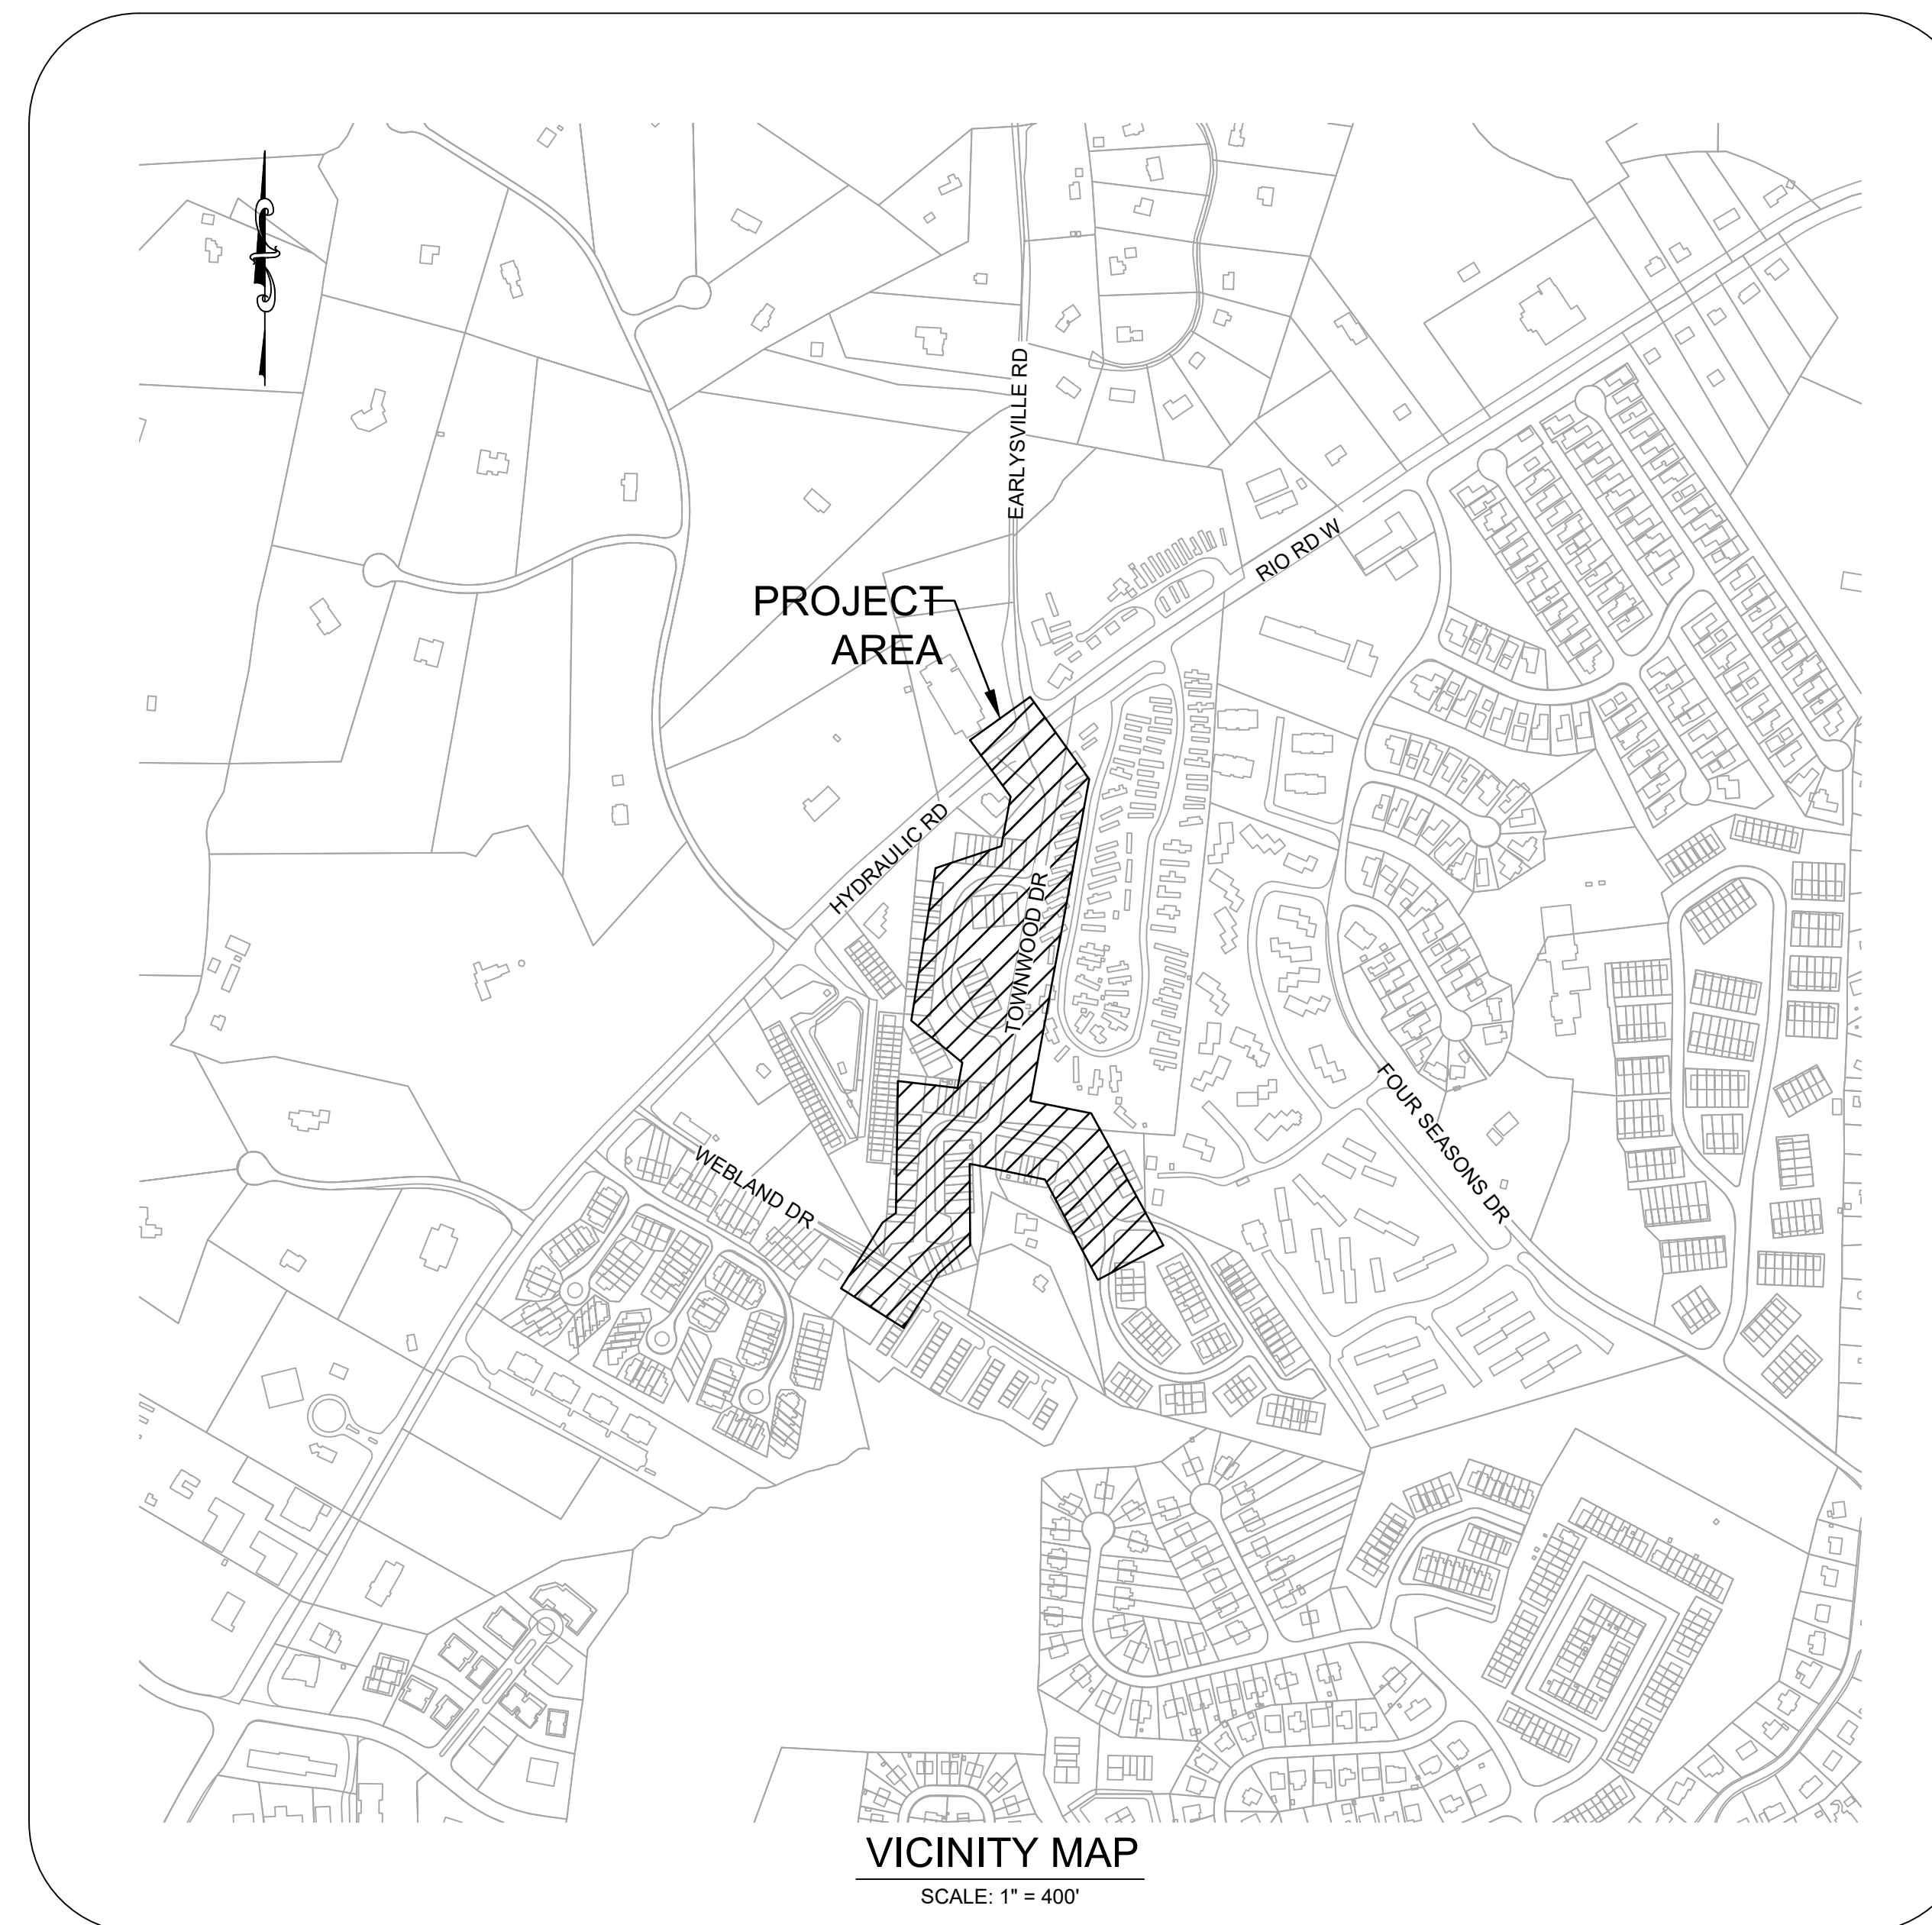 EARLYSVILLE RD
RIO RD W
PROJECT
AREA
HYDRAULIC RD
TOWNWOOD DR
FOUR SEASONS DR
WEBLAND DR
VICINITY MAP
SCALE: 1" = 400'